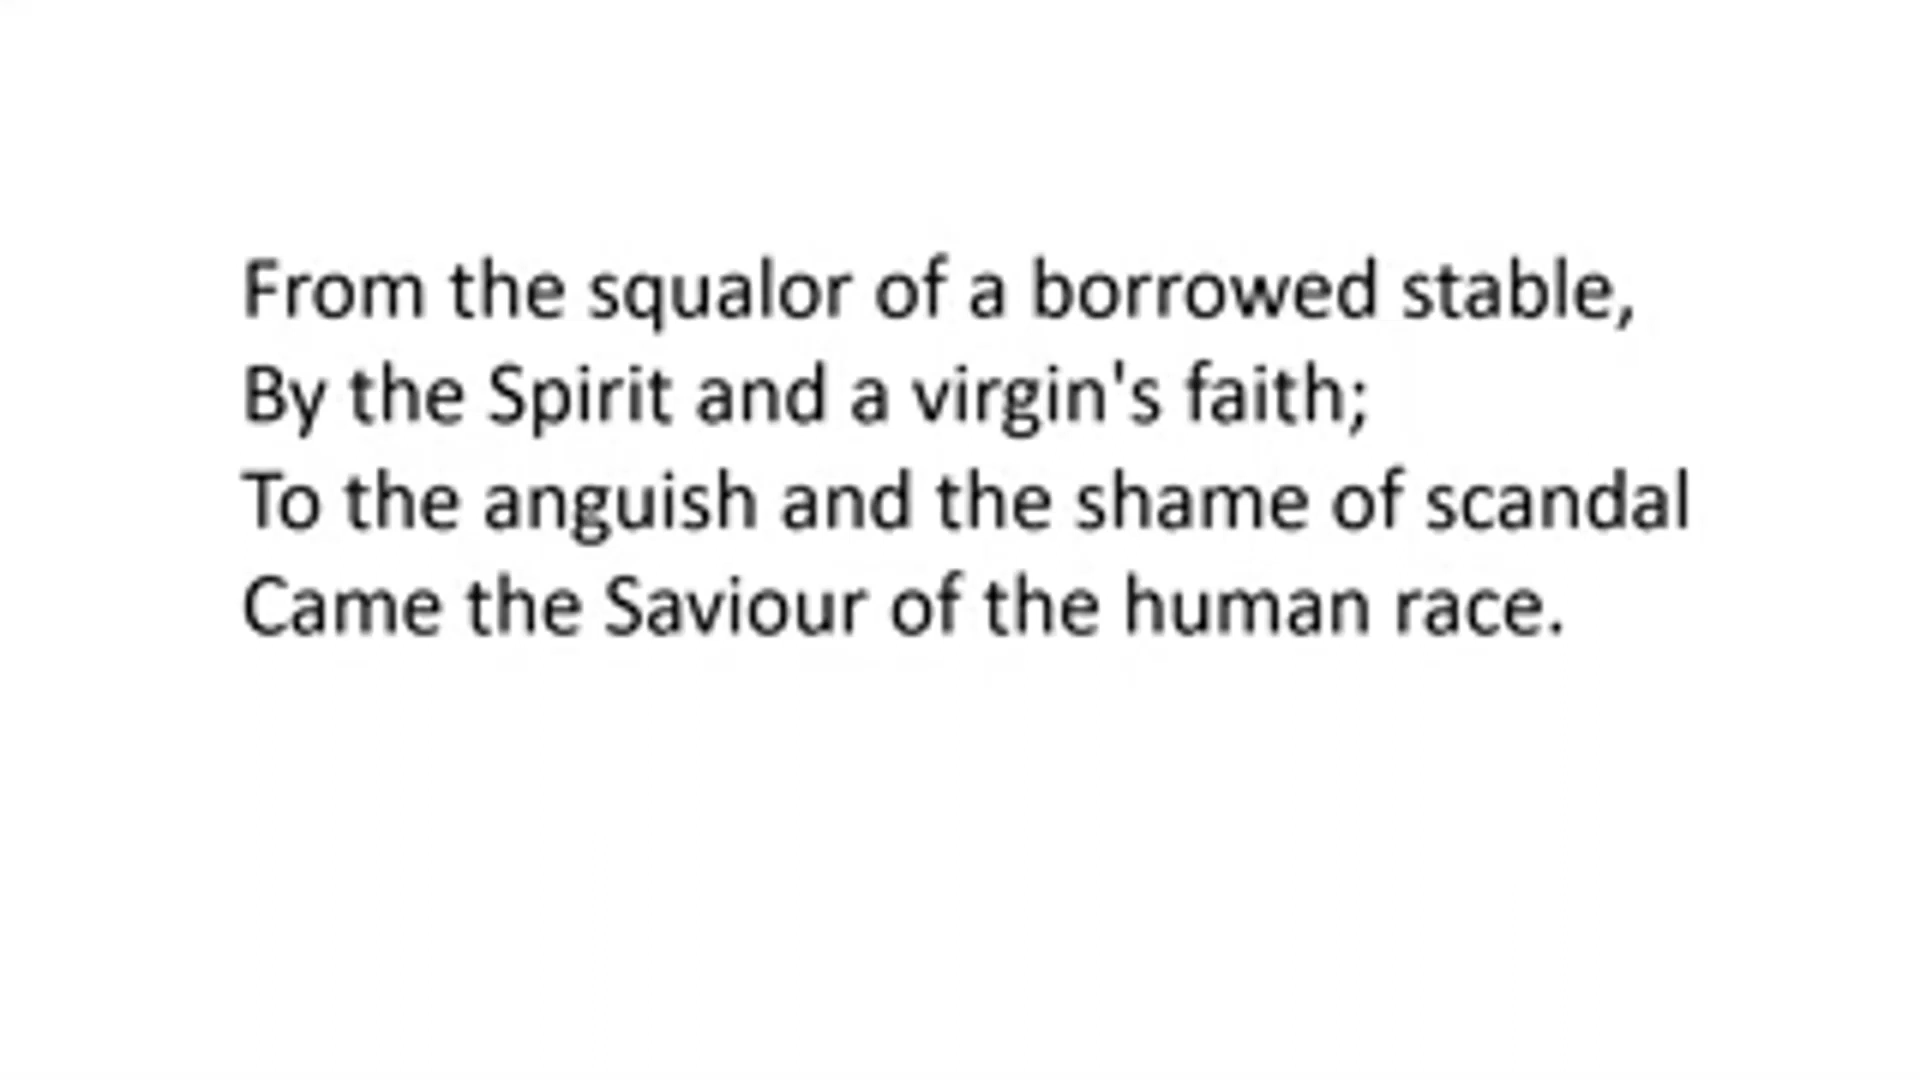 From the squalor of a borrowed stable,
By the Spirit and a virgin's faith;
To the anguish and the shame of scandal
Came the Saviour of the human race.